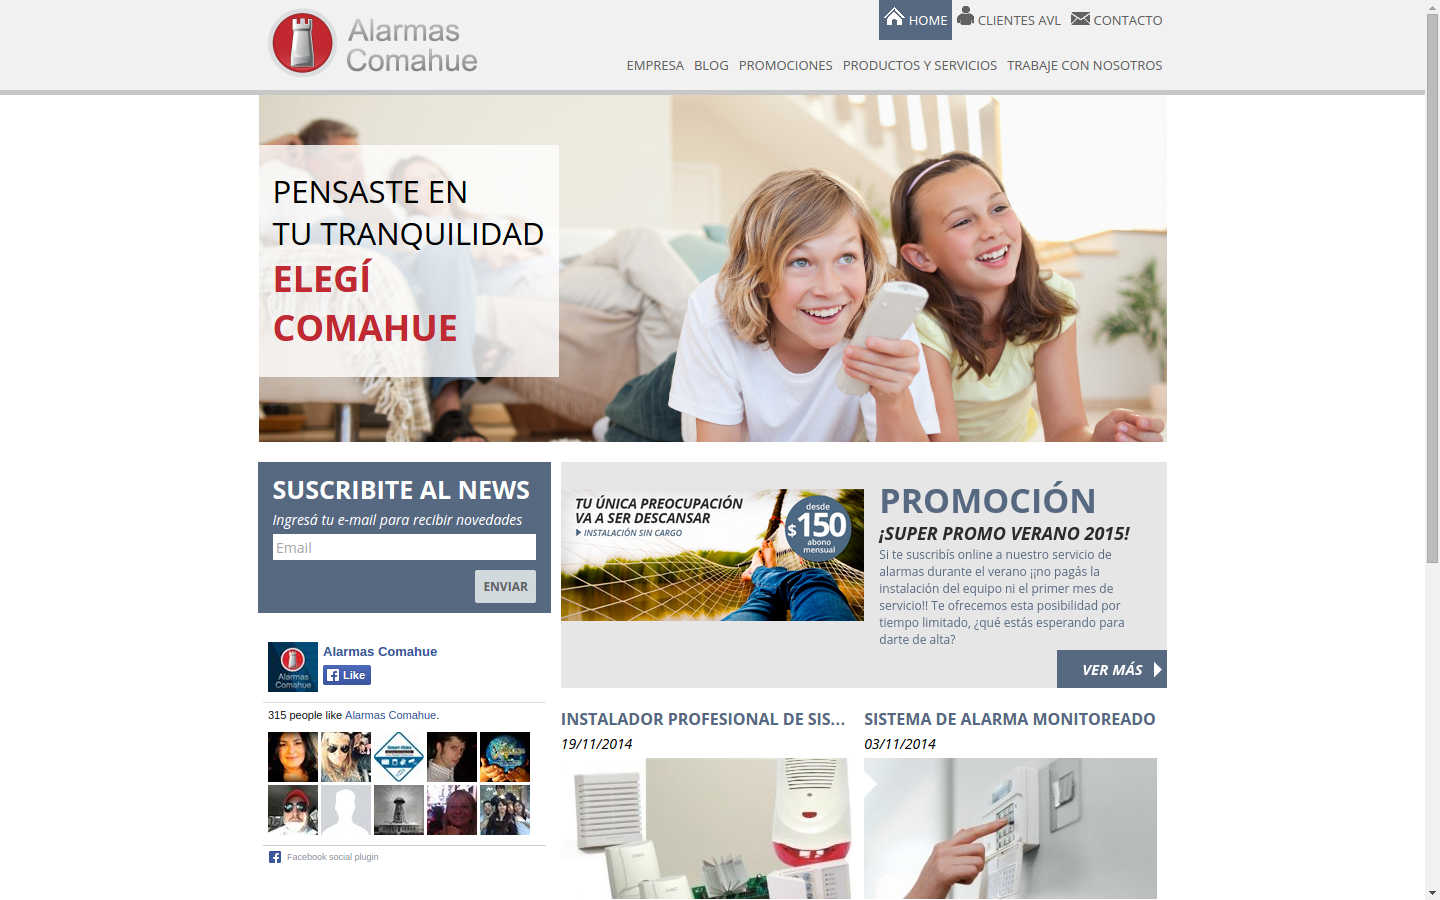 Alarmas
Comahue
HOME
CLIENTES AVL
CONTACTO
EMPRESA
BLOG
PROMOCIONES
PRODUCTOS Y SERVICIOS
TRABAJE CON NOSOTROS
PENSASTE EN
TU TRANQUILIDAD
ELEGÍ
COMAHUE
SUSCRIBITE AL NEWS
Ingresá tu e-mail para recibir novedades
Email
ENVIAR
Alarmas Comahue
Alarmas Comahue
Like
315 people like Alarmas Comahue.
Facebook social plugin
TU ÚNICA PREOCUPACIÓN
VA A SER DESCANSAR
INSTALACIÓN SIN CARGO
desde
$150
abono
mensual
PROMOCIÓN
¡SUPER PROMO VERANO 2015!
Si te suscribís online a nuestro servicio de
alarmas durante el verano ¡¡no pagás la
instalación del equipo ni el primer mes de
servicio!! Te ofrecemos esta posibilidad por
tiempo limitado, ¿qué estás esperando para
darte de alta?
VER MÁS
INSTALADOR PROFESIONAL DE SIS...
19/11/2014
SISTEMA DE ALARMA MONITOREADO
03/11/2014